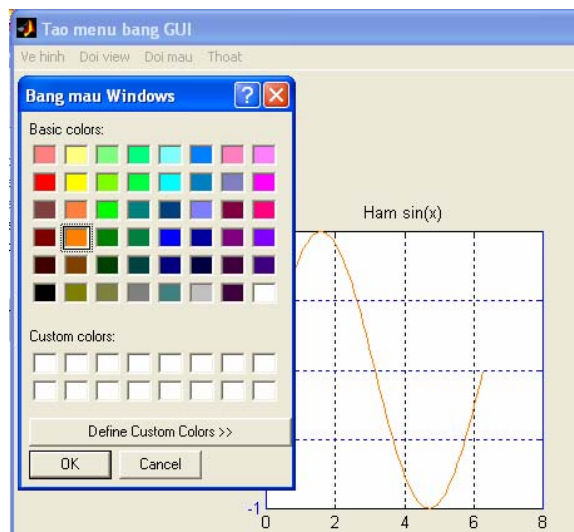 Tao menu bang GUI
Ve hinh Doi view Doi mau Thoat
Bang mau Windows
Basic colors:
Custom colors:
Define Custom Colors >>
OK Cancel
Ham sin(x)
-1
0 2 4 6 8